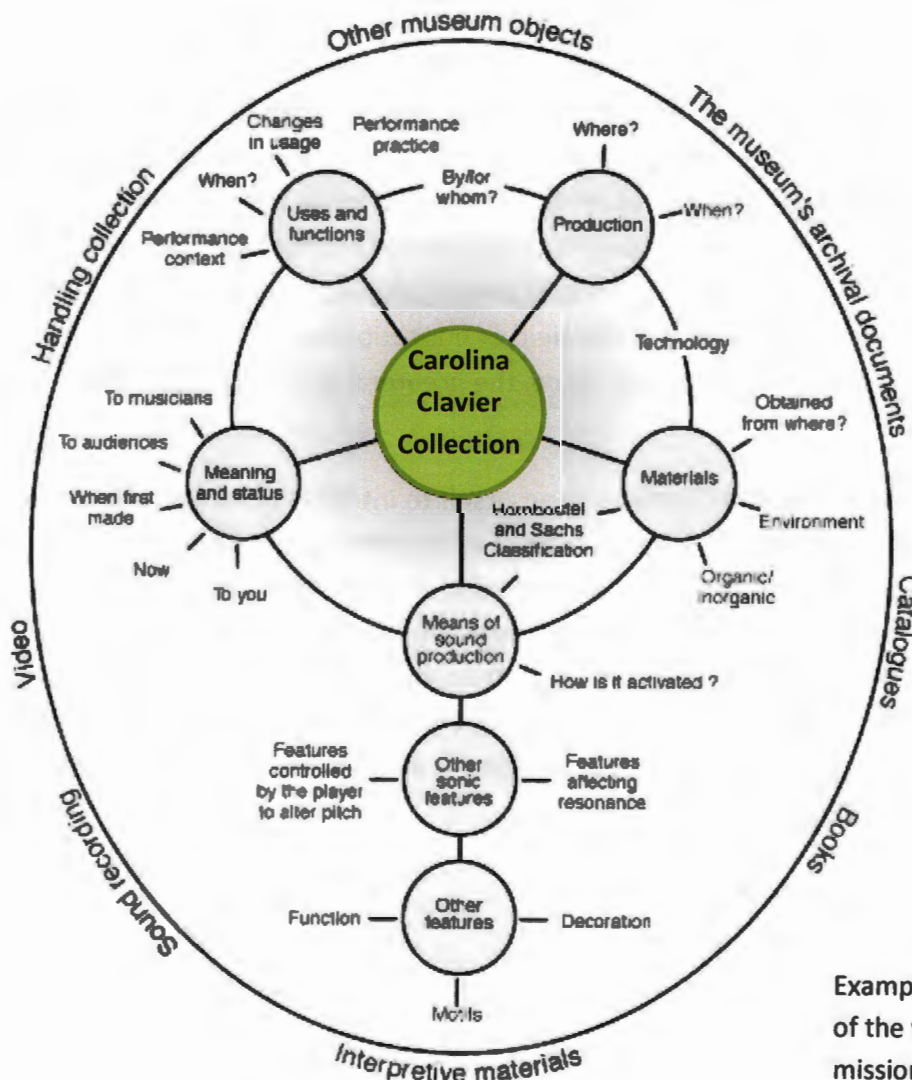 Other museum objects
The museum's archival documents
Catalogues
Books
Interpretive materials
Sound recording
Video
Handling collection
Changes
in usage
Performance
practice
When?
Performance
context
Uses and
functions
By/for
whom?
Where?
Production
When?
Carolina
Clavier
Collection
Technology
To musicians
To audiences
When first
made
Now
To you
Meaning
and status
Obtained
from where?
Materials
Environment
Organic/
inorganic
Hornbostel
and Sachs
Classification
Means of
sound
production
How is it activated ?
Features
controlled
by the player
to alter pitch
Other
sonic
features
Features
affecting
resonance
Function
Other
features
Decoration
Motifs
of the
mission